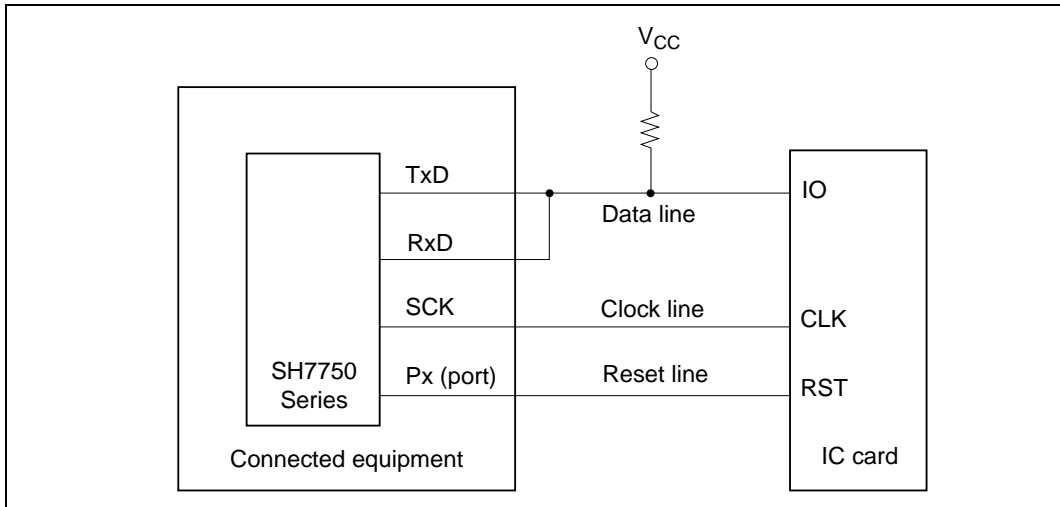 VCC
TxD
IO
Data line
RxD
SCK
Clock line
CLK
SH7750
Series
Px (port)
Reset line
RST
Connected equipment
IC card